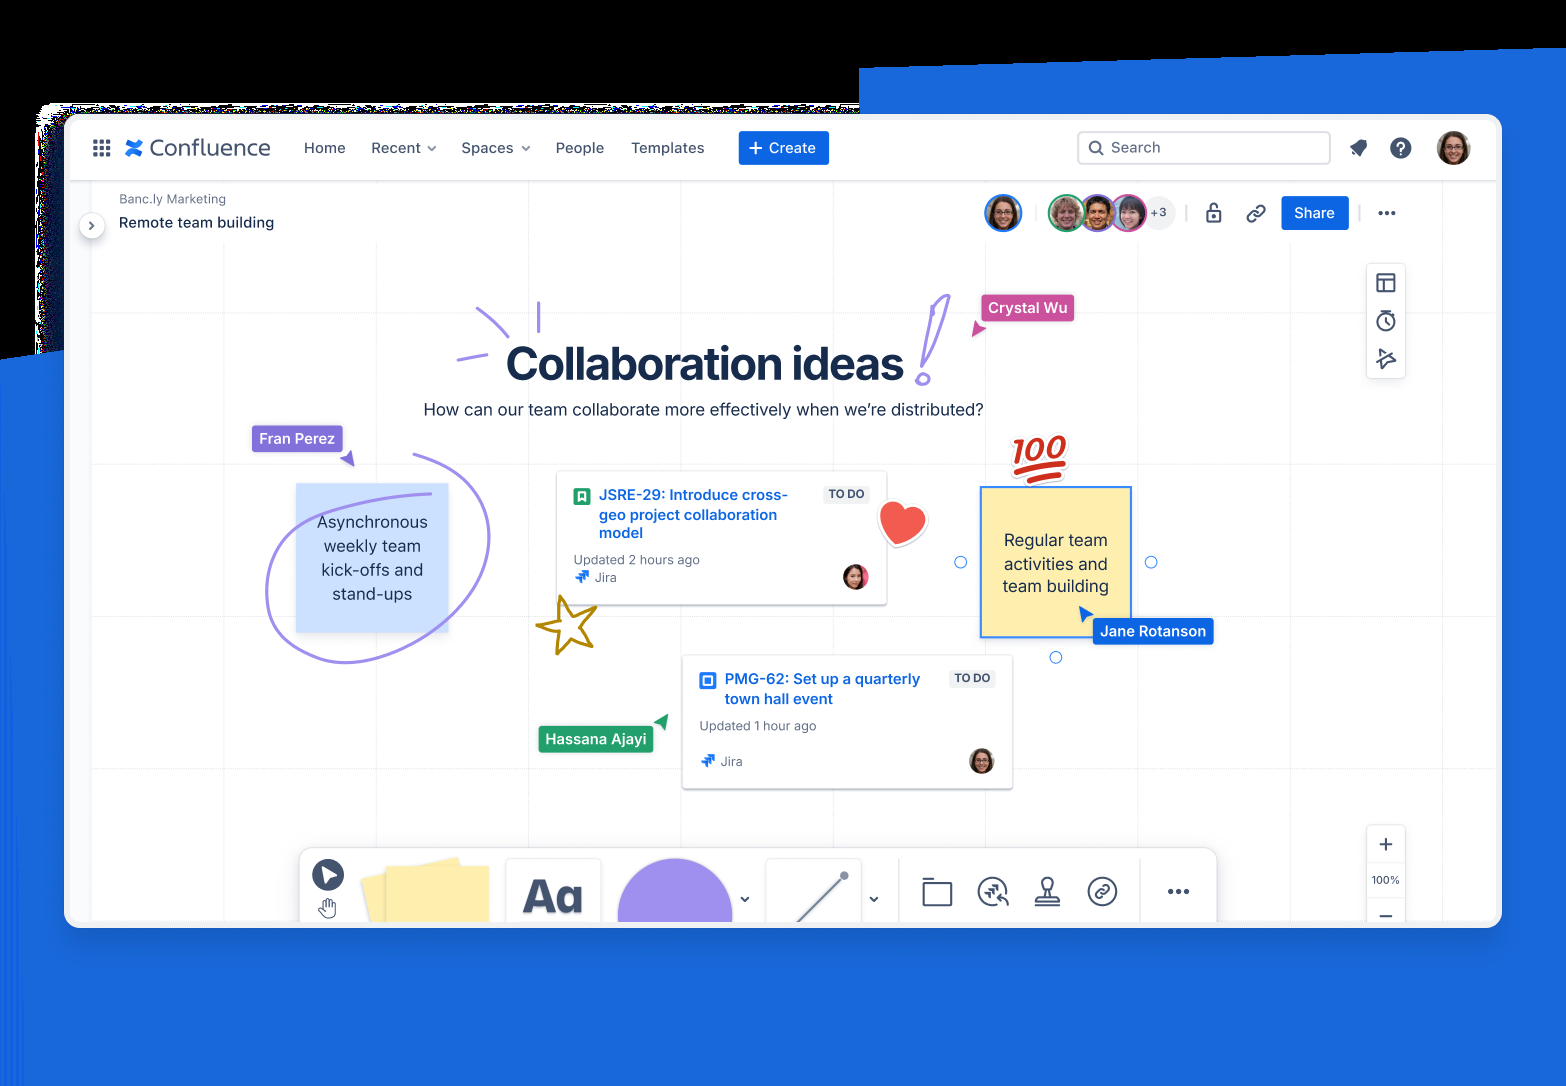 Confluence
Home
Recent
Spaces
People
Templates
+ Create
Search
Banc.ly Marketing
Remote team building
+3
Share
Crystal Wu
Collaboration ideas
How can our team collaborate more effectively when we're distributed?
Fran Perez
Asynchronous
weekly team
kick-offs and
stand-ups
JSRE-29: Introduce cross-
geo project collaboration
model
TO DO
Updated 2 hours ago
Jira
100
Regular team
activities and
team building
Jane Rotanson
PMG-62: Set up a quarterly
town hall event
TO DO
Updated 1 hour ago
Jira
Hassana Ajayi
Aa
100%